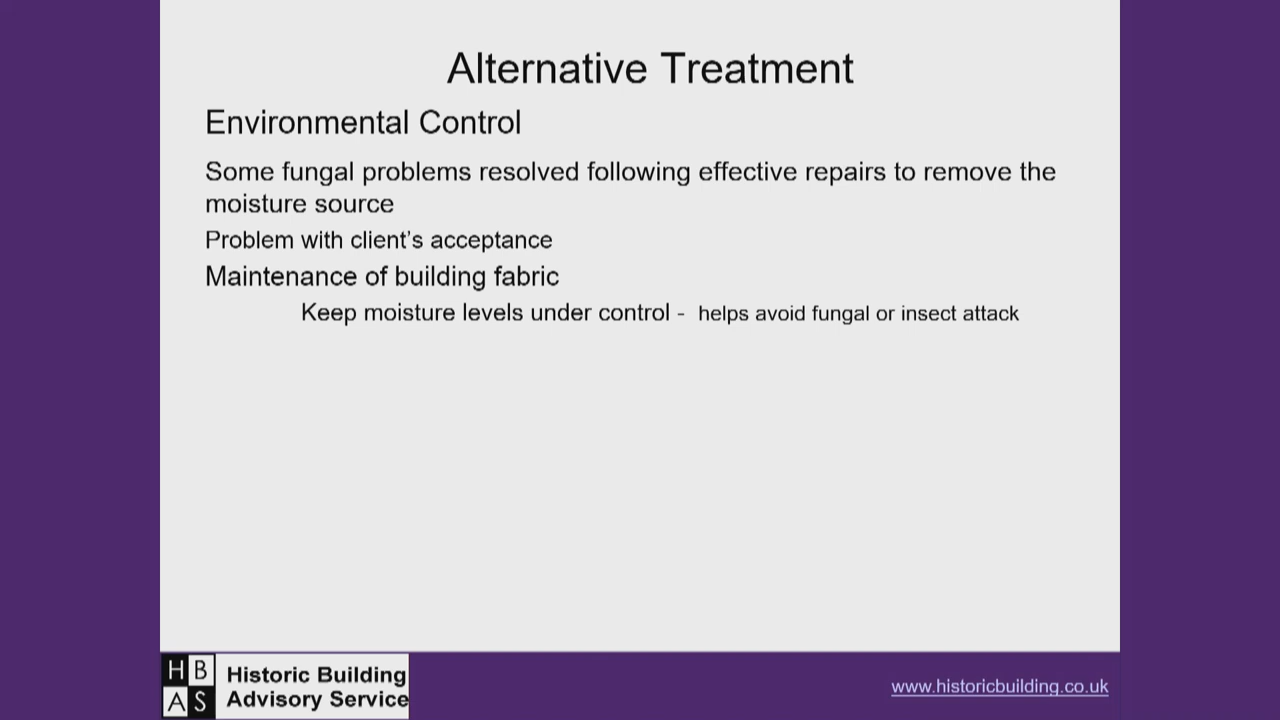 Alternative Treatment
Environmental Control
Some fungal problems resolved following effective repairs to remove the
moisture source
Problem with client's acceptance
Maintenance of building fabric
Keep moisture levels under control - helps avoid fungal or insect attack
H B
A S
Historic Building
Advisory Service
www.historicbuilding.co.uk